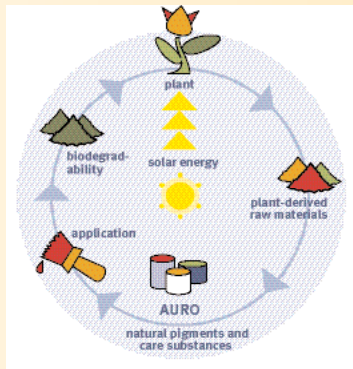 plant
solar energy
plant-derived
raw materials
AURO
natural pigments and
care substances
application
biodegrad-
ability